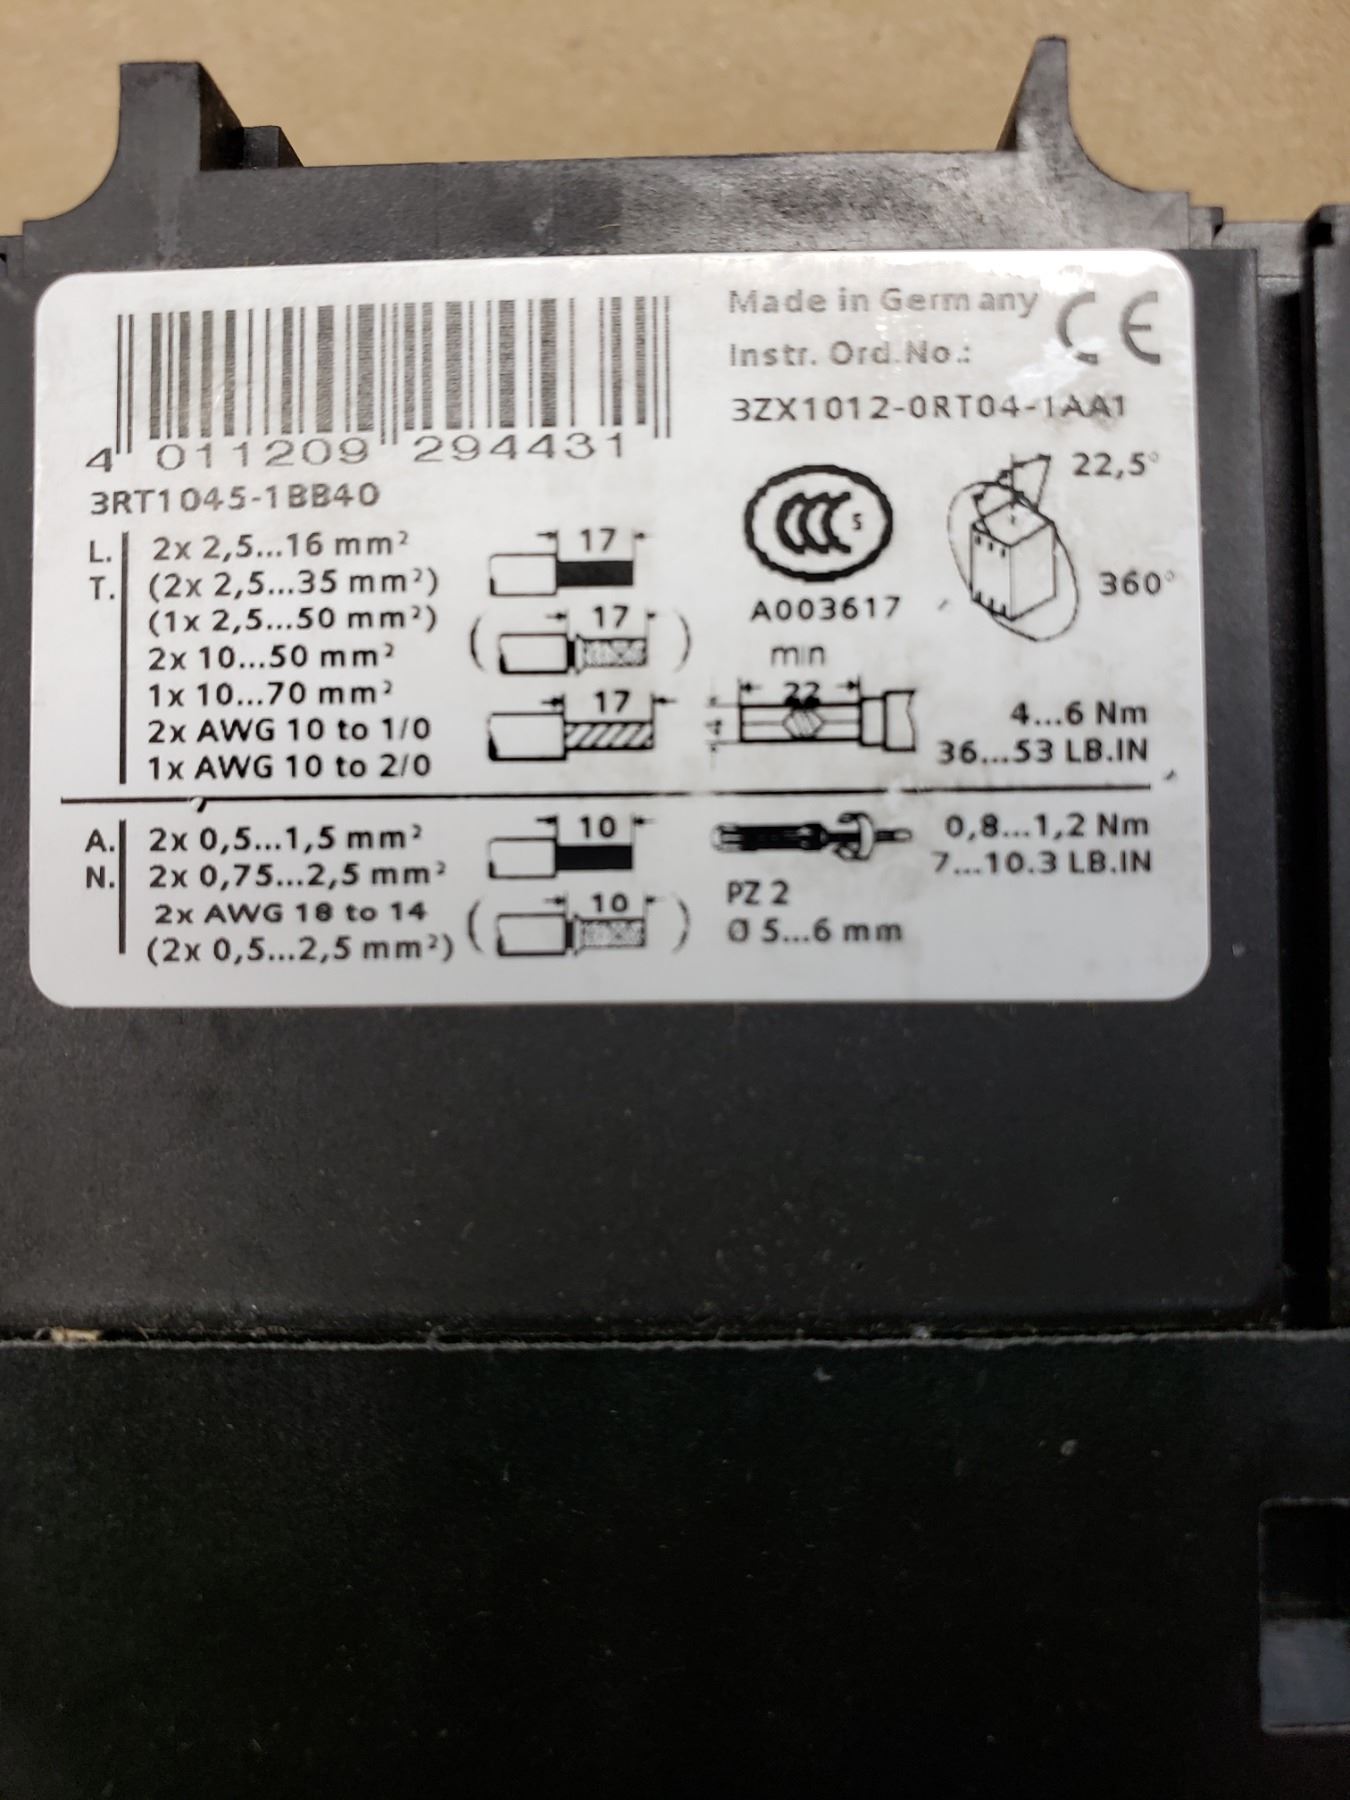 Made in Germany CE
Instr. Ord.No.:
3ZX1012-0RT04-1AA1
4 011209 294431
3RT1045-1BB40
L. 2x 2,5...16 mm²
T. (2x 2,5...35 mm²)
(1x 2,5...50 mm²)
2x 10...50 mm²
1x 10...70 mm²
2x AWG 10 to 1/0
1x AWG 10 to 2/0
17
17
17
S
A003617
22,5°
360°
min
22
4
4...6 Nm
36...53 LB.IN
A. 2x 0,5...1,5 mm²
N. 2x 0,75...2,5 mm²
2x AWG 18 to 14
(2x 0,5...2,5 mm²)
10
10
PZ 2
Ø 5...6 mm
0,8...1,2 Nm
7...10.3 LB.IN